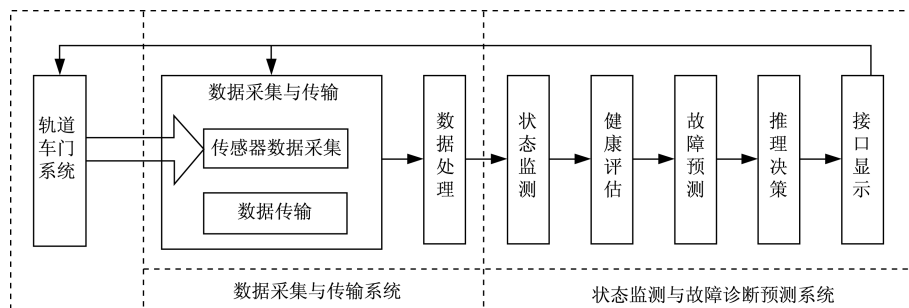 数据采集与传输
轨道
车门
系统
传感器数据采集
数据传输
数据处理
状态监测
健康评估
故障预测
推理决策
接口显示
数据采集与传输系统
状态监测与故障诊断预测系统